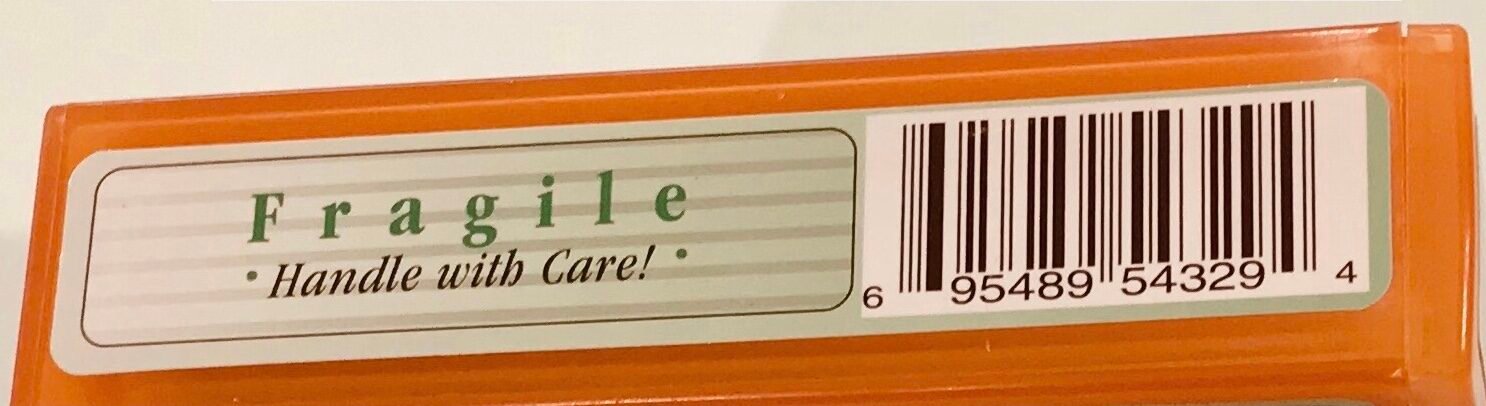 Fragile
• Handle with Care! •
6 95489 54329 4